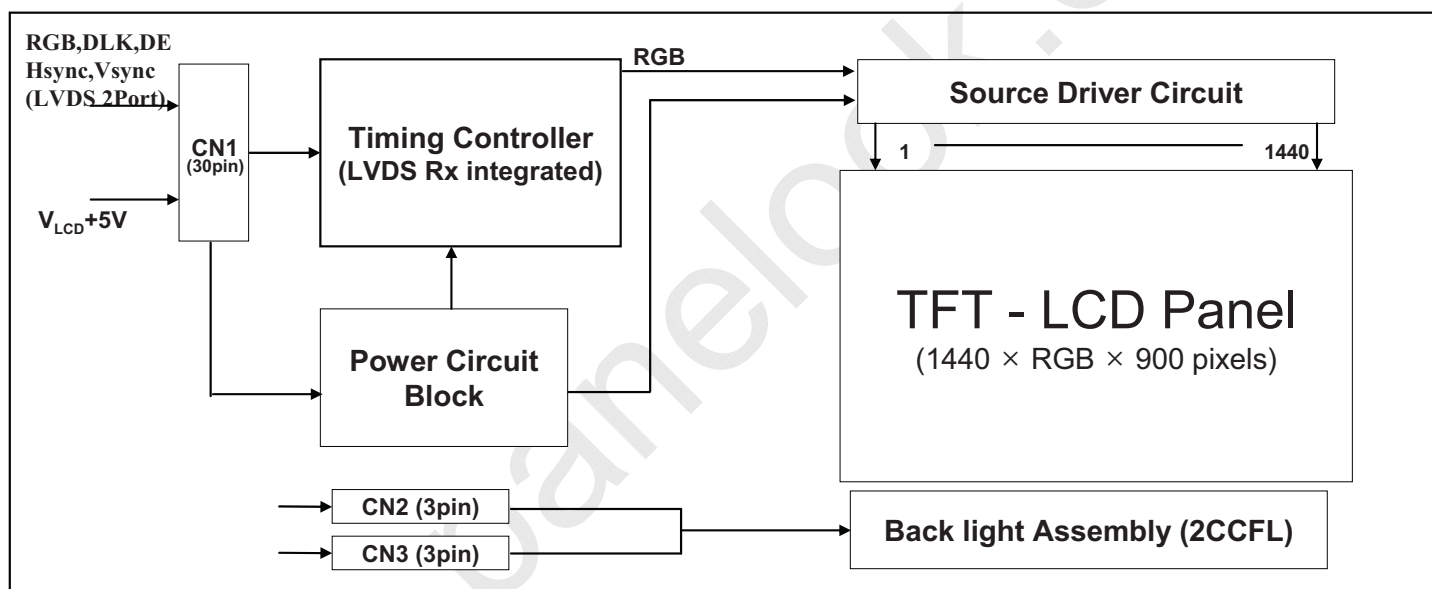 RGB,DLK,DE
Hsync,Vsync
(LVDS 2Port)
V_LCD+5V
CN1
(30pin)
Timing Controller
(LVDS Rx integrated)
RGB
Source Driver Circuit
1
1440
Power Circuit
Block
TFT - LCD Panel
(1440 × RGB × 900 pixels)
CN2 (3pin)
CN3 (3pin)
Back light Assembly (2CCFL)
panelook.